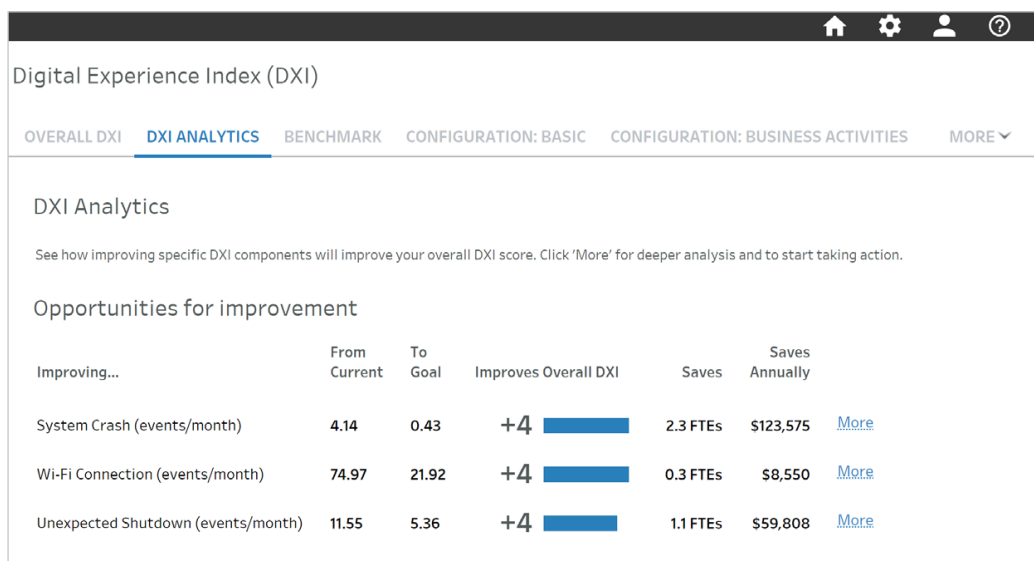 Digital Experience Index (DXI)
OVERALL DXI DXI ANALYTICS BENCHMARK CONFIGURATION: BASIC CONFIGURATION: BUSINESS ACTIVITIES MORE
DXI Analytics
See how improving specific DXI components will improve your overall DXI score. Click 'More' for deeper analysis and to start taking action.
Opportunities for improvement
Improving... From Current To Goal Improves Overall DXI Saves Saves Annually
System Crash (events/month) 4.14 0.43 +4 2.3 FTEs $123,575 More
Wi-Fi Connection (events/month) 74.97 21.92 +4 0.3 FTEs $8,550 More
Unexpected Shutdown (events/month) 11.55 5.36 +4 1.1 FTEs $59,808 More